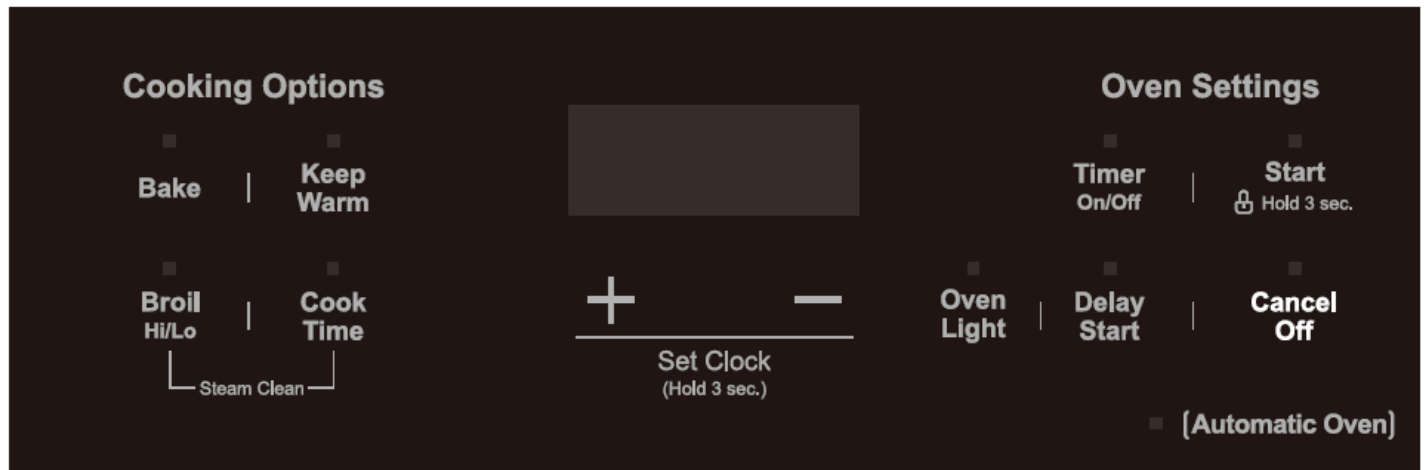 Cooking Options
Bake
Keep
Warm
Broil
Hi/Lo
Cook
Time
Steam Clean
+ −
Set Clock
(Hold 3 sec.)
Oven Settings
Timer
On/Off
Start
Hold 3 sec.
Oven
Light
Delay
Start
Cancel
Off
(Automatic Oven)